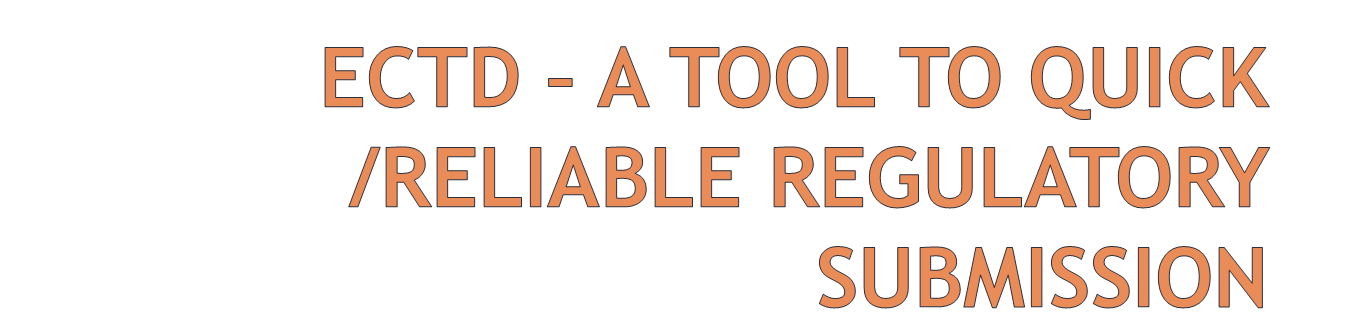 ECTD – A TOOL TO QUICK
/RELIABLE REGULATORY
SUBMISSION